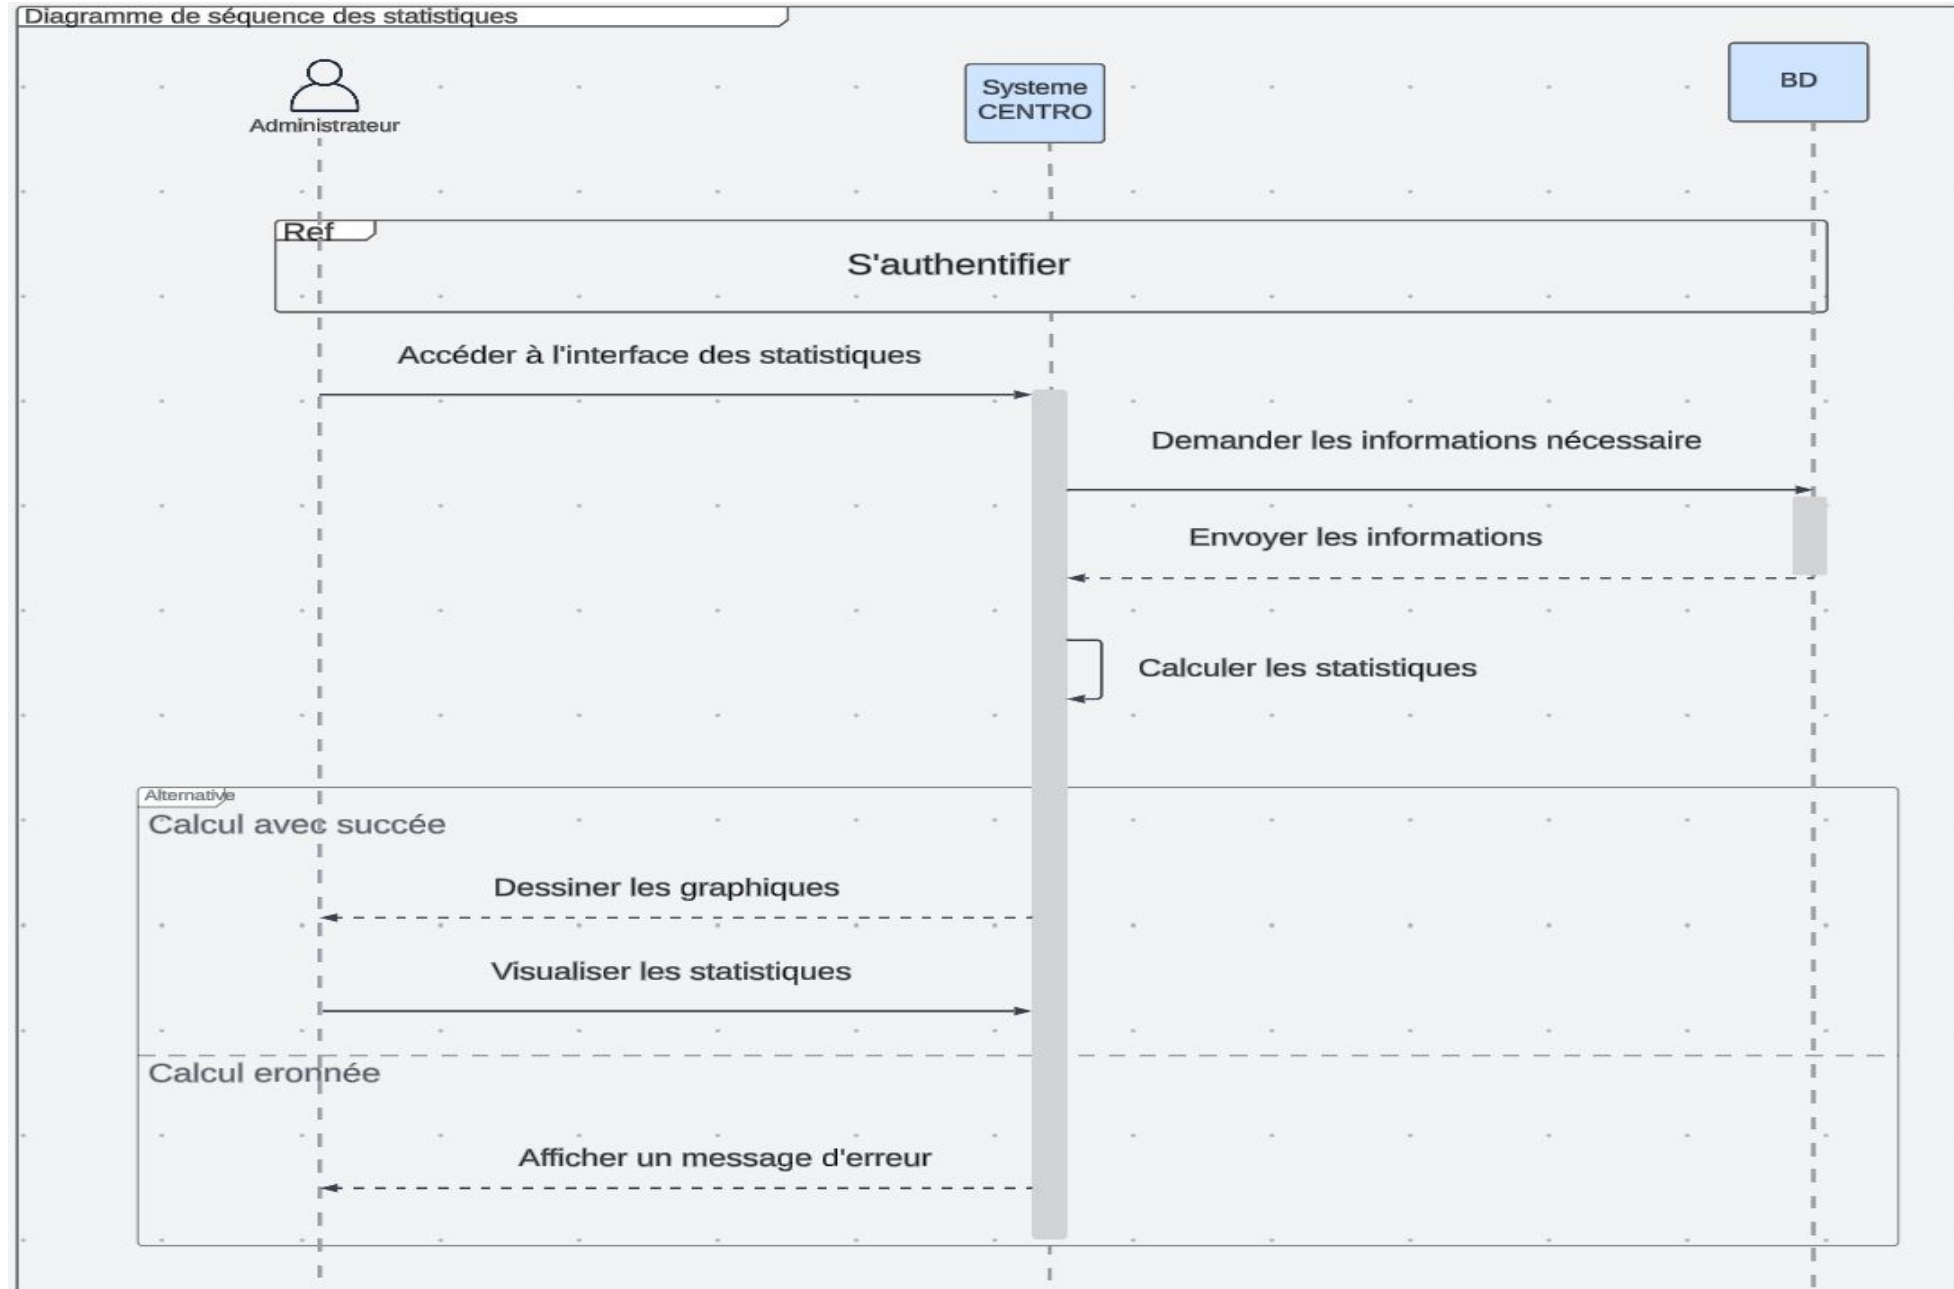 Diagramme de séquence des statistiques
Administrateur
Systeme
CENTRO
BD
Ref
S'authentifier
Accéder à l'interface des statistiques
Demander les informations nécessaire
Envoyer les informations
Calculer les statistiques
Alternative
Calcul avec succée
Dessiner les graphiques
Visualiser les statistiques
Calcul eronnée
Afficher un message d'erreur